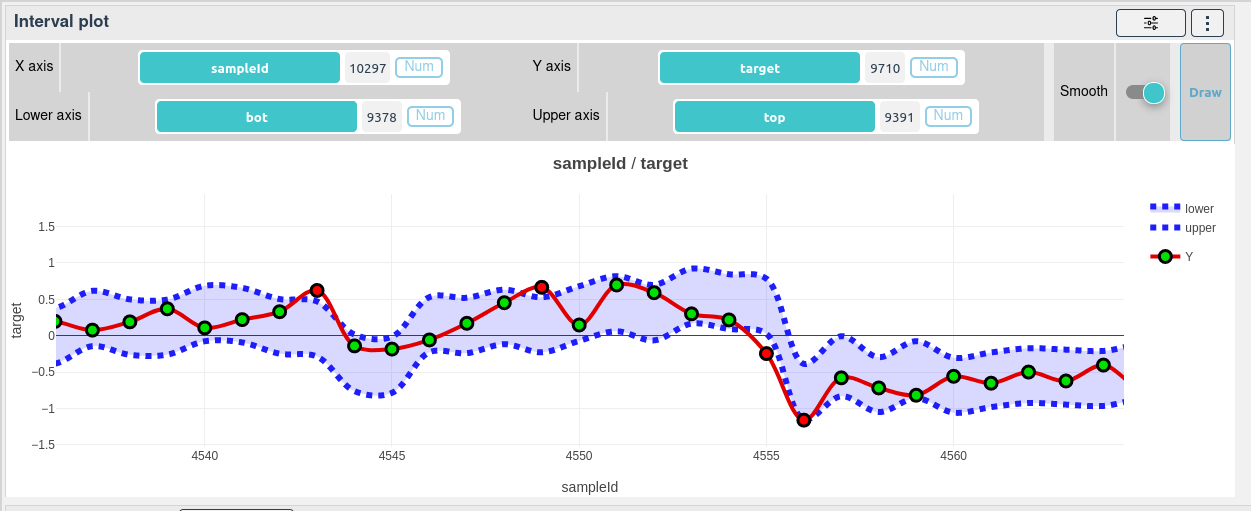 Interval plot
X axis sampleId 10297 Num Y axis target 9710 Num
Lower axis bot 9378 Num Upper axis top 9391 Num
Smooth Draw
sampleId / target
lower
upper
Y
1.5
1
0.5
0
−0.5
−1
−1.5
target
4540 4545 4550 4555 4560
sampleId